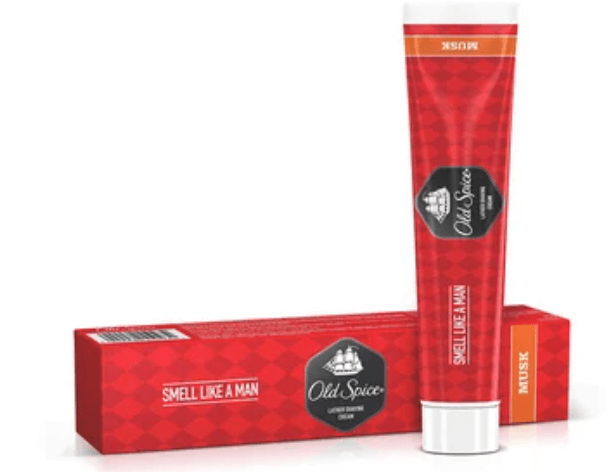 MUSK
Old Spice
LATHER SHAVING
CREAM
SMELL LIKE A MAN
SMELL LIKE A MAN
Old Spice
LATHER SHAVING
CREAM
MUSK